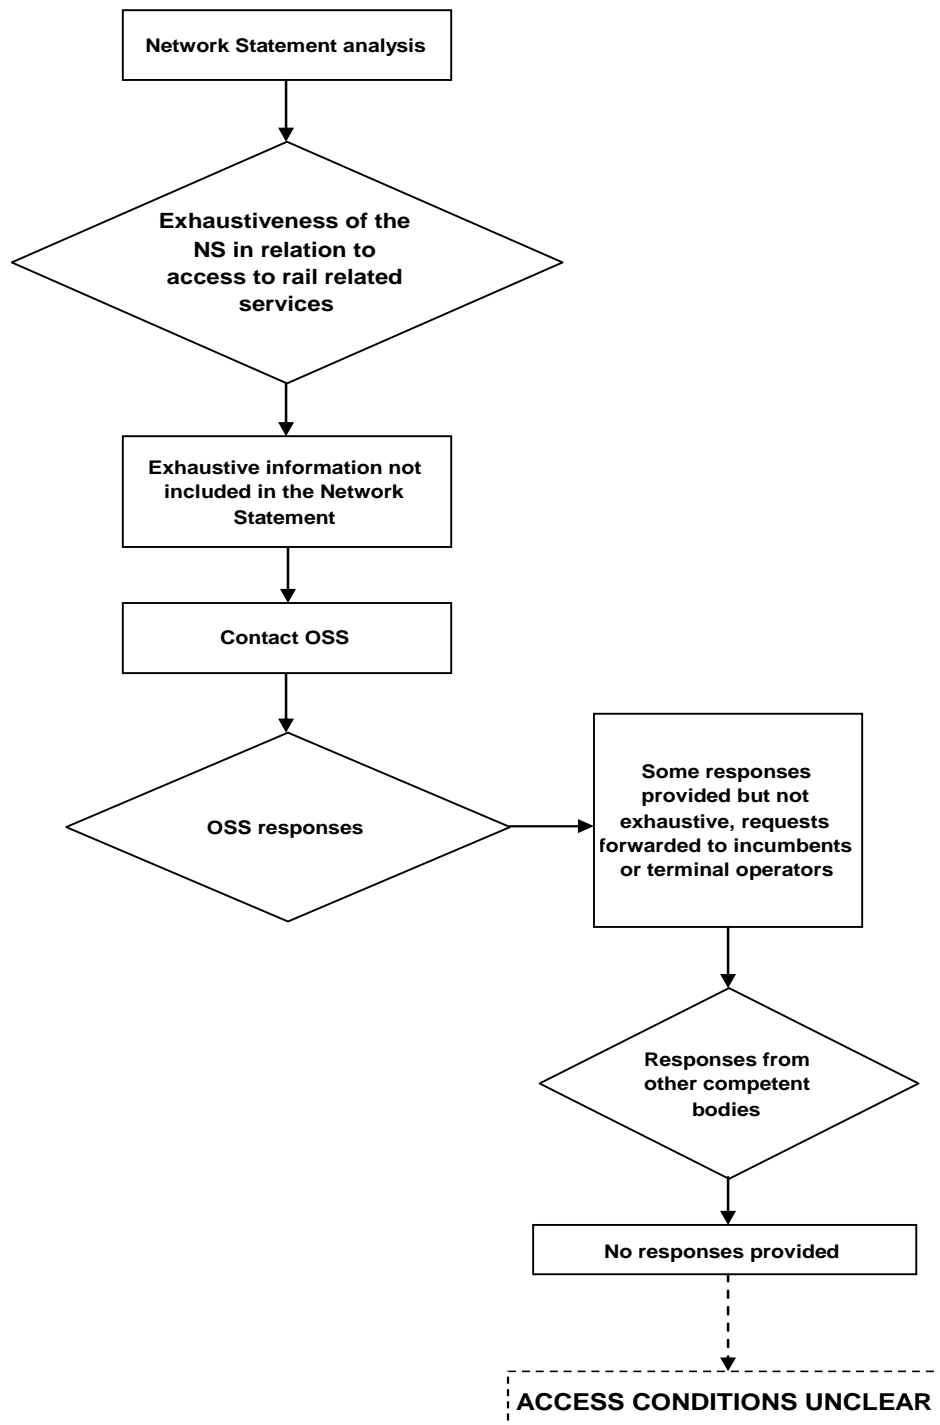 Network Statement analysis
Exhaustiveness of the
NS in relation to
access to rail related
services
Exhaustive information not
included in the Network
Statement
Contact OSS
OSS responses
Some responses
provided but not
exhaustive, requests
forwarded to incumbents
or terminal operators
Responses from
other competent
bodies
No responses provided
ACCESS CONDITIONS UNCLEAR